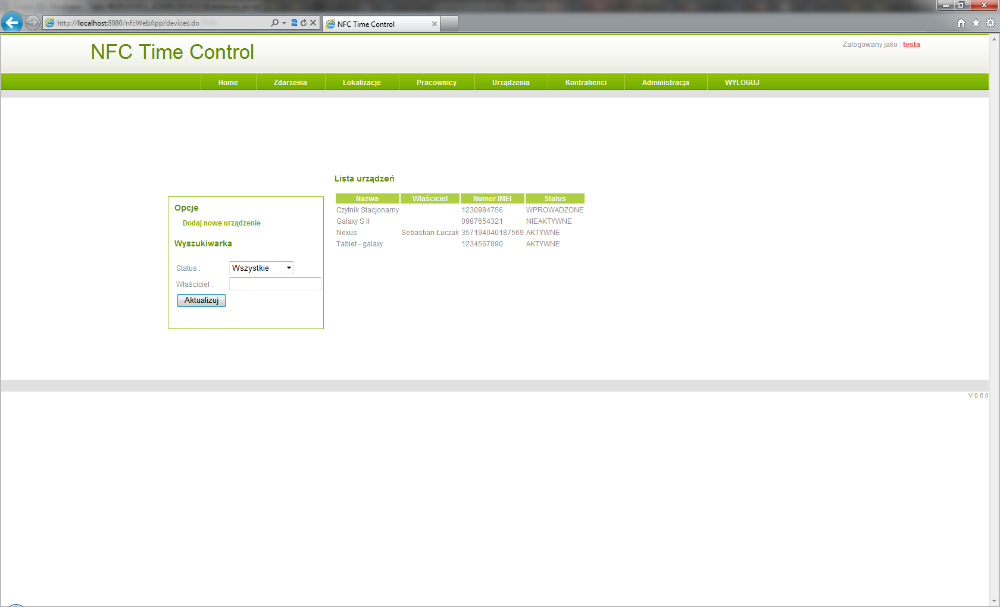 http://localhost:8080/nfcWebApp/devices.do
NFC Time Control
NFC Time Control
Zalogowany jako : testa
Home Zdarzenia Lokalizacje Pracownicy Urządzenia Kontrahenci Administracja WYLOGUJ
Lista urządzeń
Nazwa Właściciel Numer IMEI Status
Czytnik Stacjonarny 1230984756 WPROWADZONE
Galaxy S II 0987654321 NIEAKTYWNE
Nexus Sebastian Łuczak 357194040187569 AKTYWNE
Tablet - galaxy 1234567890 AKTYWNE
Opcje
Dodaj nowe urządzenie
Wyszukiwarka
Status : Wszystkie
Właściciel :
Aktualizuj
V 0.6.0